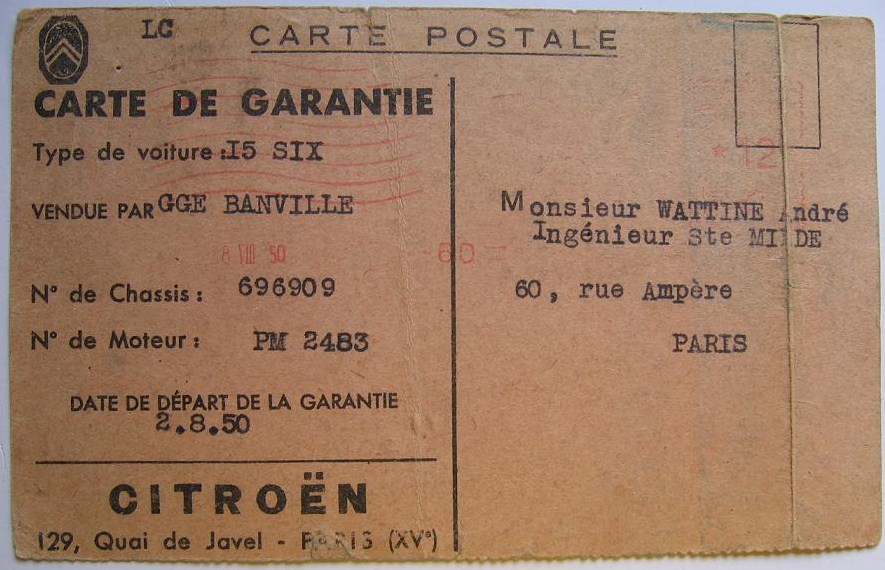 LC
CARTE POSTALE
CARTE DE GARANTIE
Type de voiture: 15 SIX
VENDUE PAR GGE BANVILLE
8 VIII 50
N° de Chassis: 696909
N° de Moteur: PM 2483
DATE DE DÉPART DE LA GARANTIE
2.8.50
CITROËN
129, Quai de Javel - PARIS (XVe)
* 12
-60=
Monsieur WATTINE André
Ingénieur Ste
60, rue Ampère
PARIS